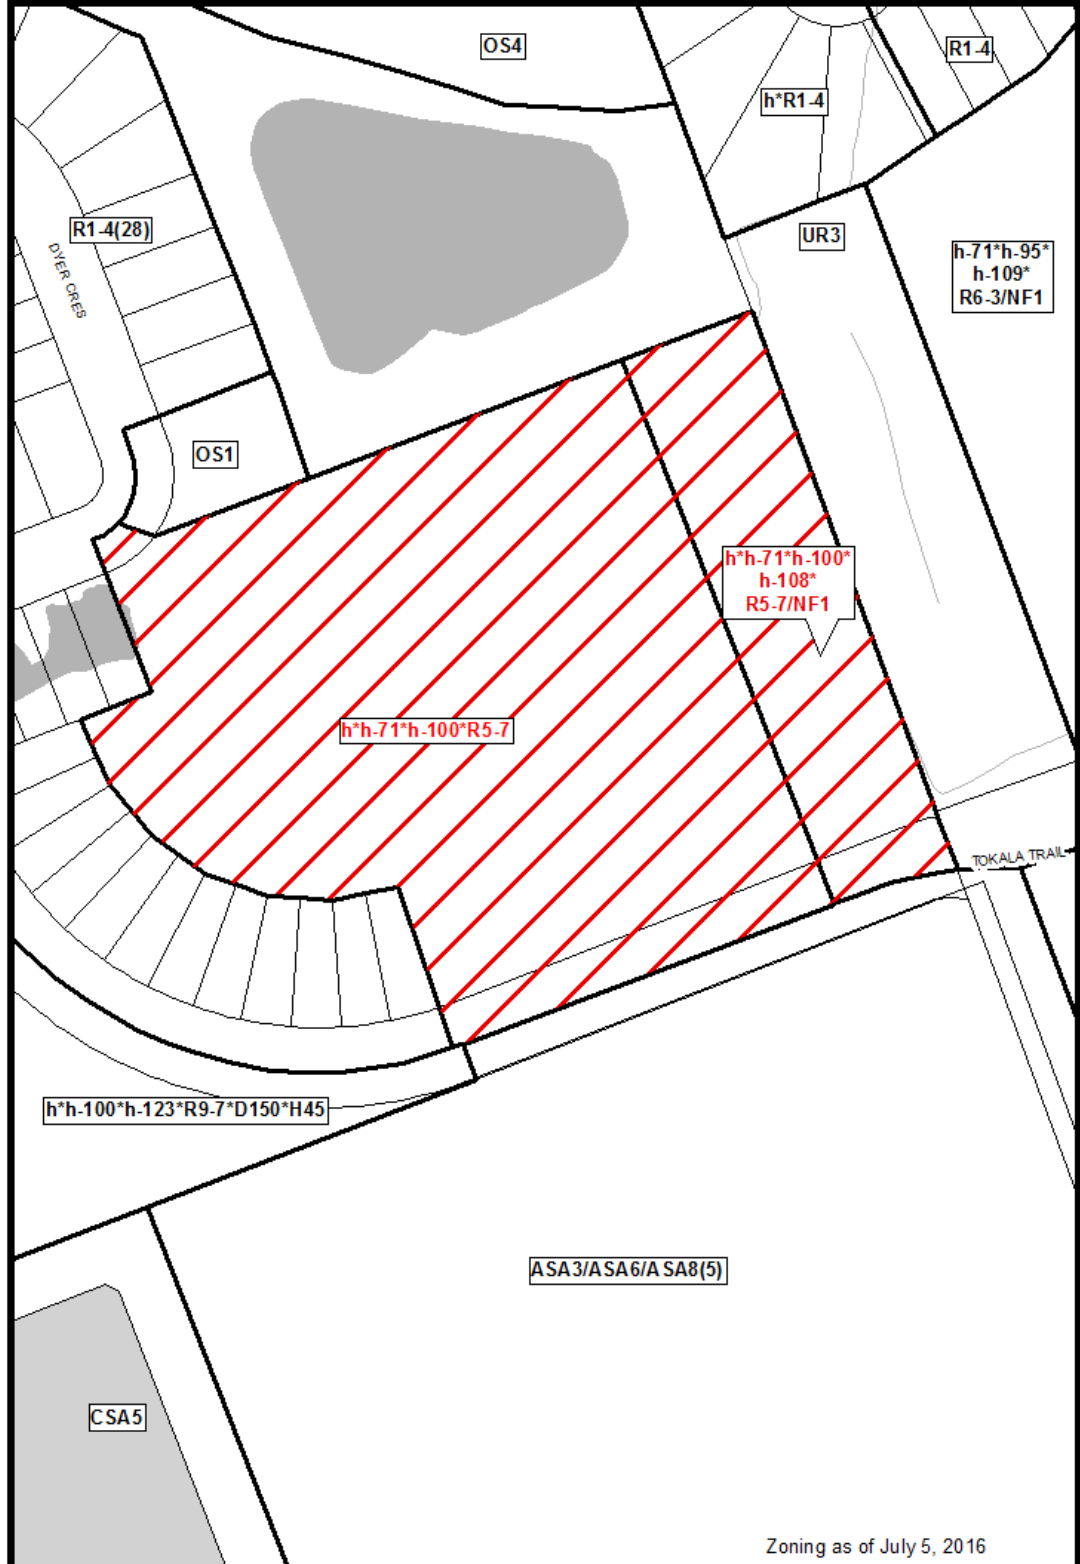 OS4
R1-4
h*R1-4
R1-4(28)
UR3
DYER CRES
h-71*h-95*
h-109*
R6-3/NF1
OS1
h*h-71*h-100*
h-108*
R5-7/NF1
h*h-71*h-100*R5-7
TOKALA TRAIL
h*h-100*h-123*R9-7*D150*H45
ASA3/ASA6/ASA8(5)
CSA5
Zoning as of July 5, 2016